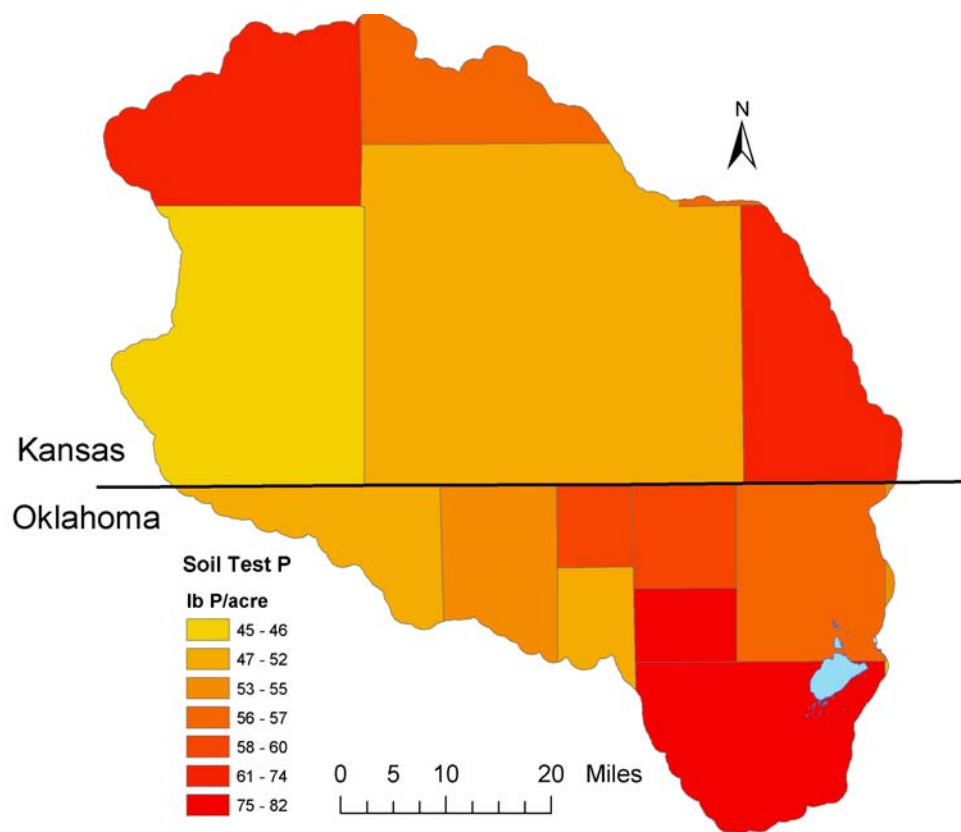 N
Kansas
Oklahoma
Soil Test P
lb P/acre
45 - 46
47 - 52
53 - 55
56 - 57
58 - 60
61 - 74
75 - 82
0 5 10 20 Miles